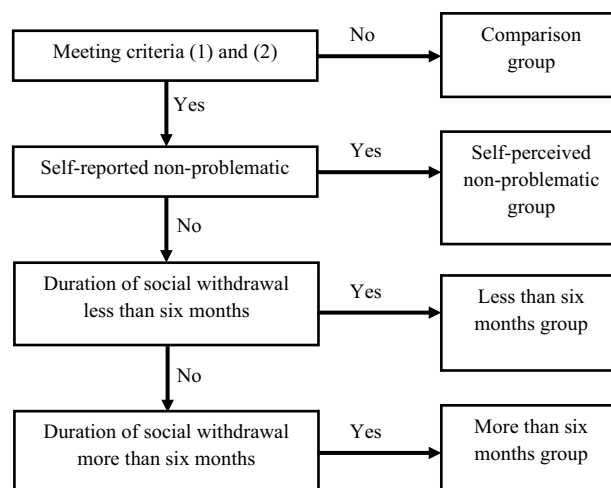 Meeting criteria (1) and (2)
No
Comparison
group
Yes
Self-reported non-problematic
Yes
Self-perceived
non-problematic
group
No
Duration of social withdrawal
less than six months
Yes
Less than six
months group
No
Duration of social withdrawal
more than six months
Yes
More than six
months group